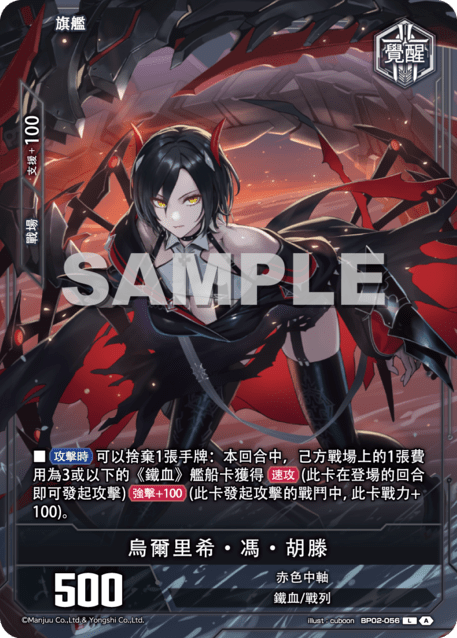 旗艦
覺醒
支援+100
戰場
SAMPLE
■ 攻擊時 可以捨棄1張手牌：本回合中，己方戰場上的1張費
用為3或以下的《鐵血》艦船卡獲得 速攻 (此卡在登場的回合
即可發起攻擊) 強擊+100 (此卡發起攻擊的戰鬥中, 此卡戰力+
100)。
烏爾里希・馮・胡滕
500
赤色中軸
鐵血/戰列
©Manjuu Co.,Ltd & Yongshi Co.,Ltd.
illust - cuboon BP02-056 L A